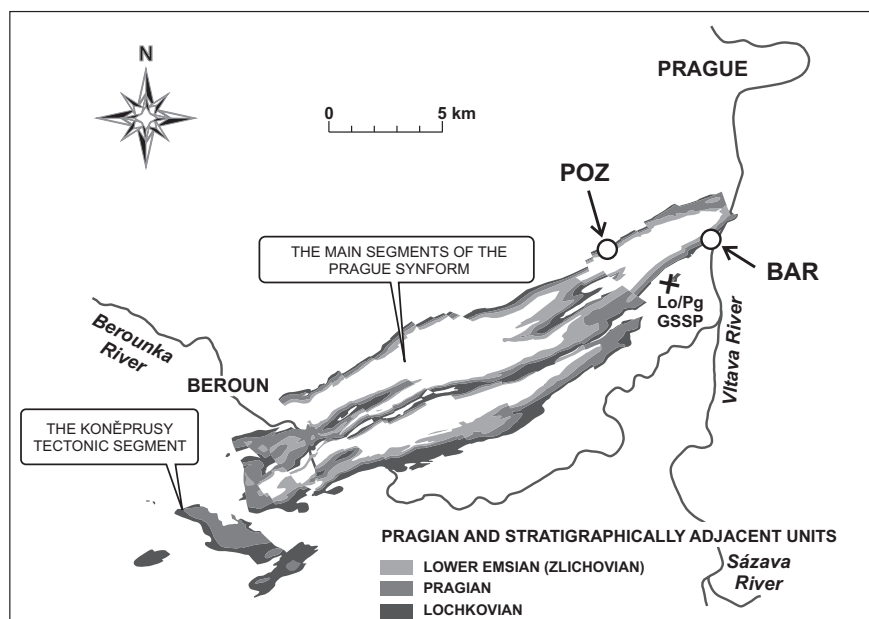 N
0 5 km
PRAGUE
POZ
THE MAIN SEGMENTS OF THE
PRAGUE SYNFORM
BAR
Lo/Pg
GSSP
Berounka
River
Vltava River
BEROUN
THE KONĚPRUSY
TECTONIC SEGMENT
PRAGIAN AND STRATIGRAPHICALLY ADJACENT UNITS
LOWER EMSIAN (ZLICHOVIAN)
PRAGIAN
LOCHKOVIAN
Sázava
River